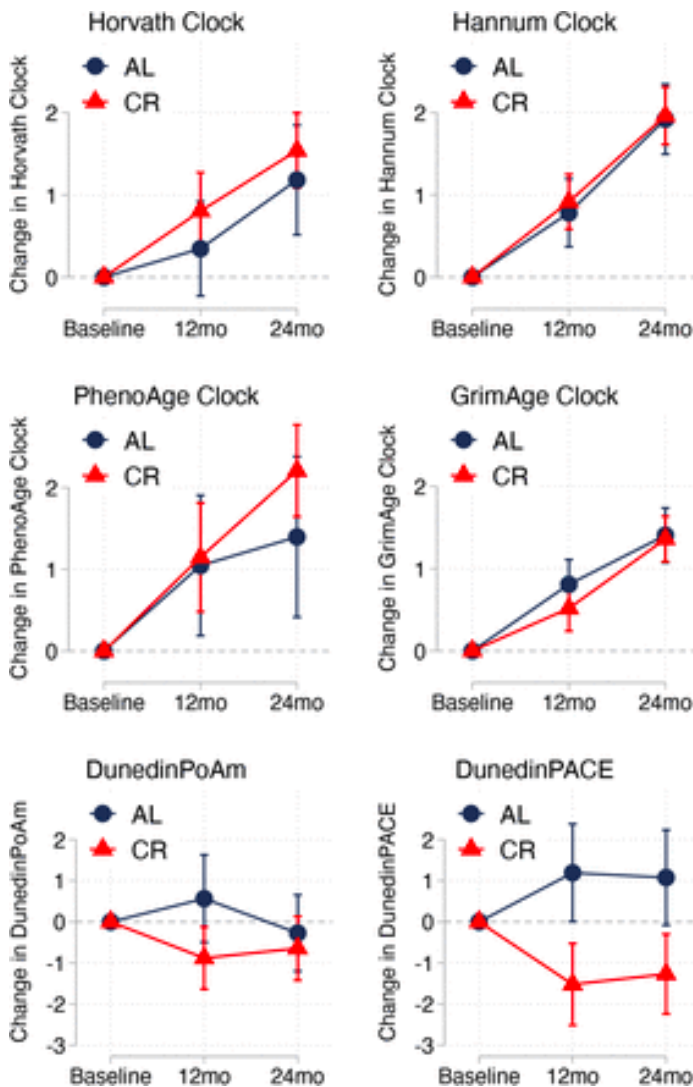 Horvath Clock
AL
CR
Change in Horvath Clock
2
1
0
Baseline 12mo 24mo
Hannum Clock
AL
CR
Change in Hannum Clock
2
1
0
Baseline 12mo 24mo
PhenoAge Clock
AL
CR
Change in PhenoAge Clock
2
1
0
Baseline 12mo 24mo
GrimAge Clock
AL
CR
Change in GrimAge Clock
2
1
0
Baseline 12mo 24mo
DunedinPoAm
AL
CR
Change in DunedinPoAm
2
1
0
-1
-2
-3
Baseline 12mo 24mo
DunedinPACE
AL
CR
Change in DunedinPACE
2
1
0
-1
-2
-3
Baseline 12mo 24mo